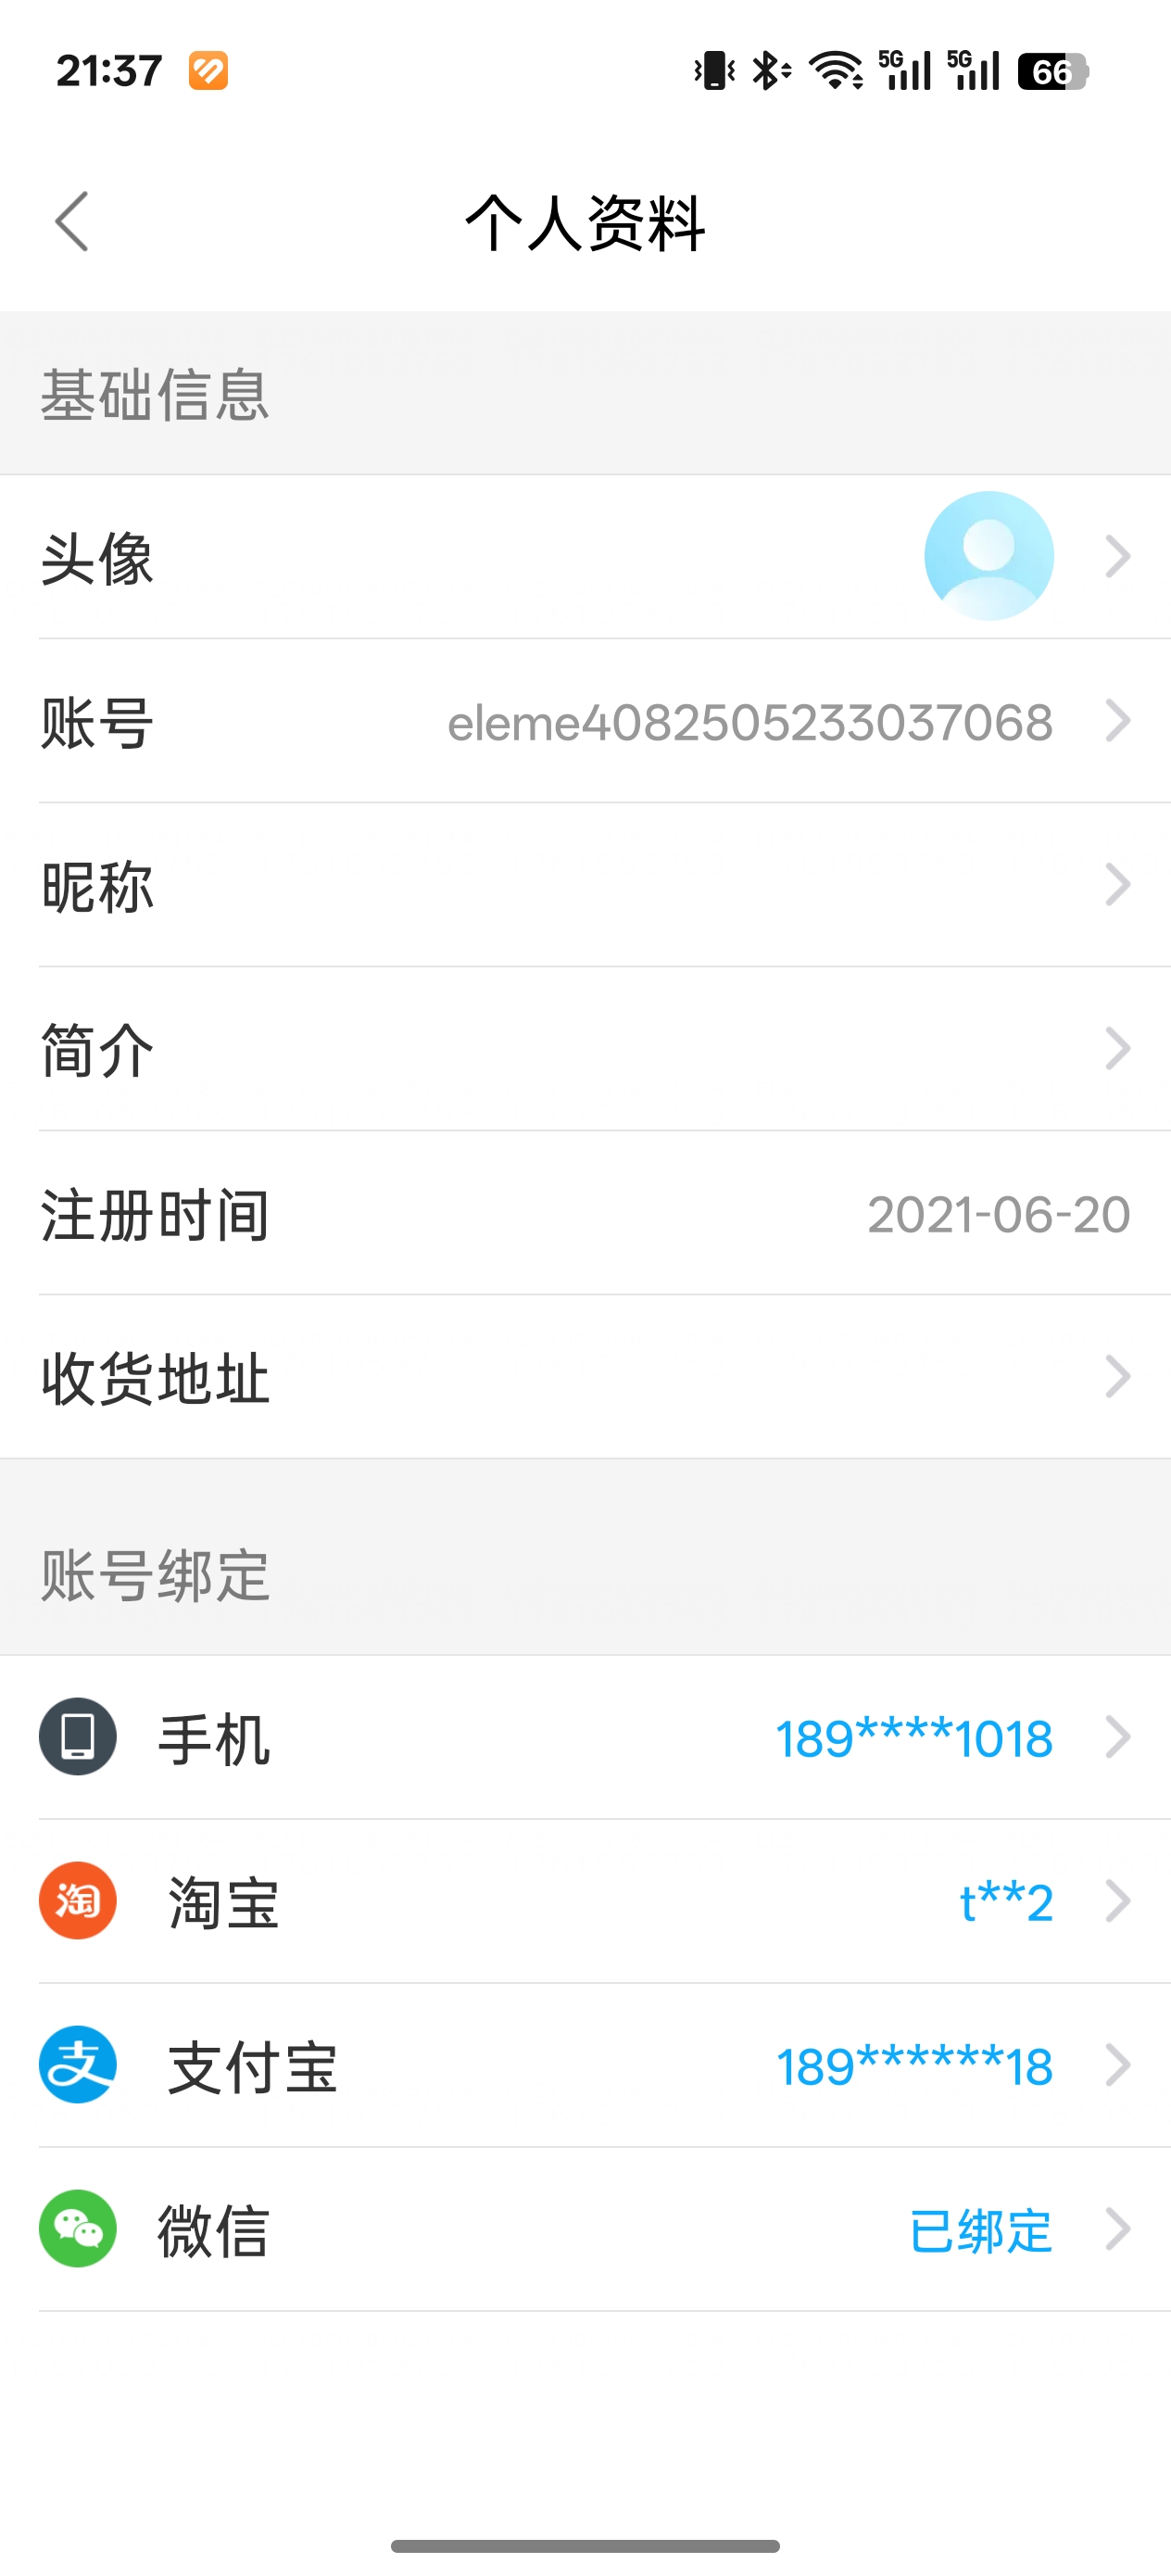 21:37 5G 5G 66
个人资料
基础信息
头像
账号 eleme4082505233037068
昵称
简介
注册时间 2021-06-20
收货地址
账号绑定
手机 189****1018
淘 淘宝 t**2
支 支付宝 189******18
微信 已绑定